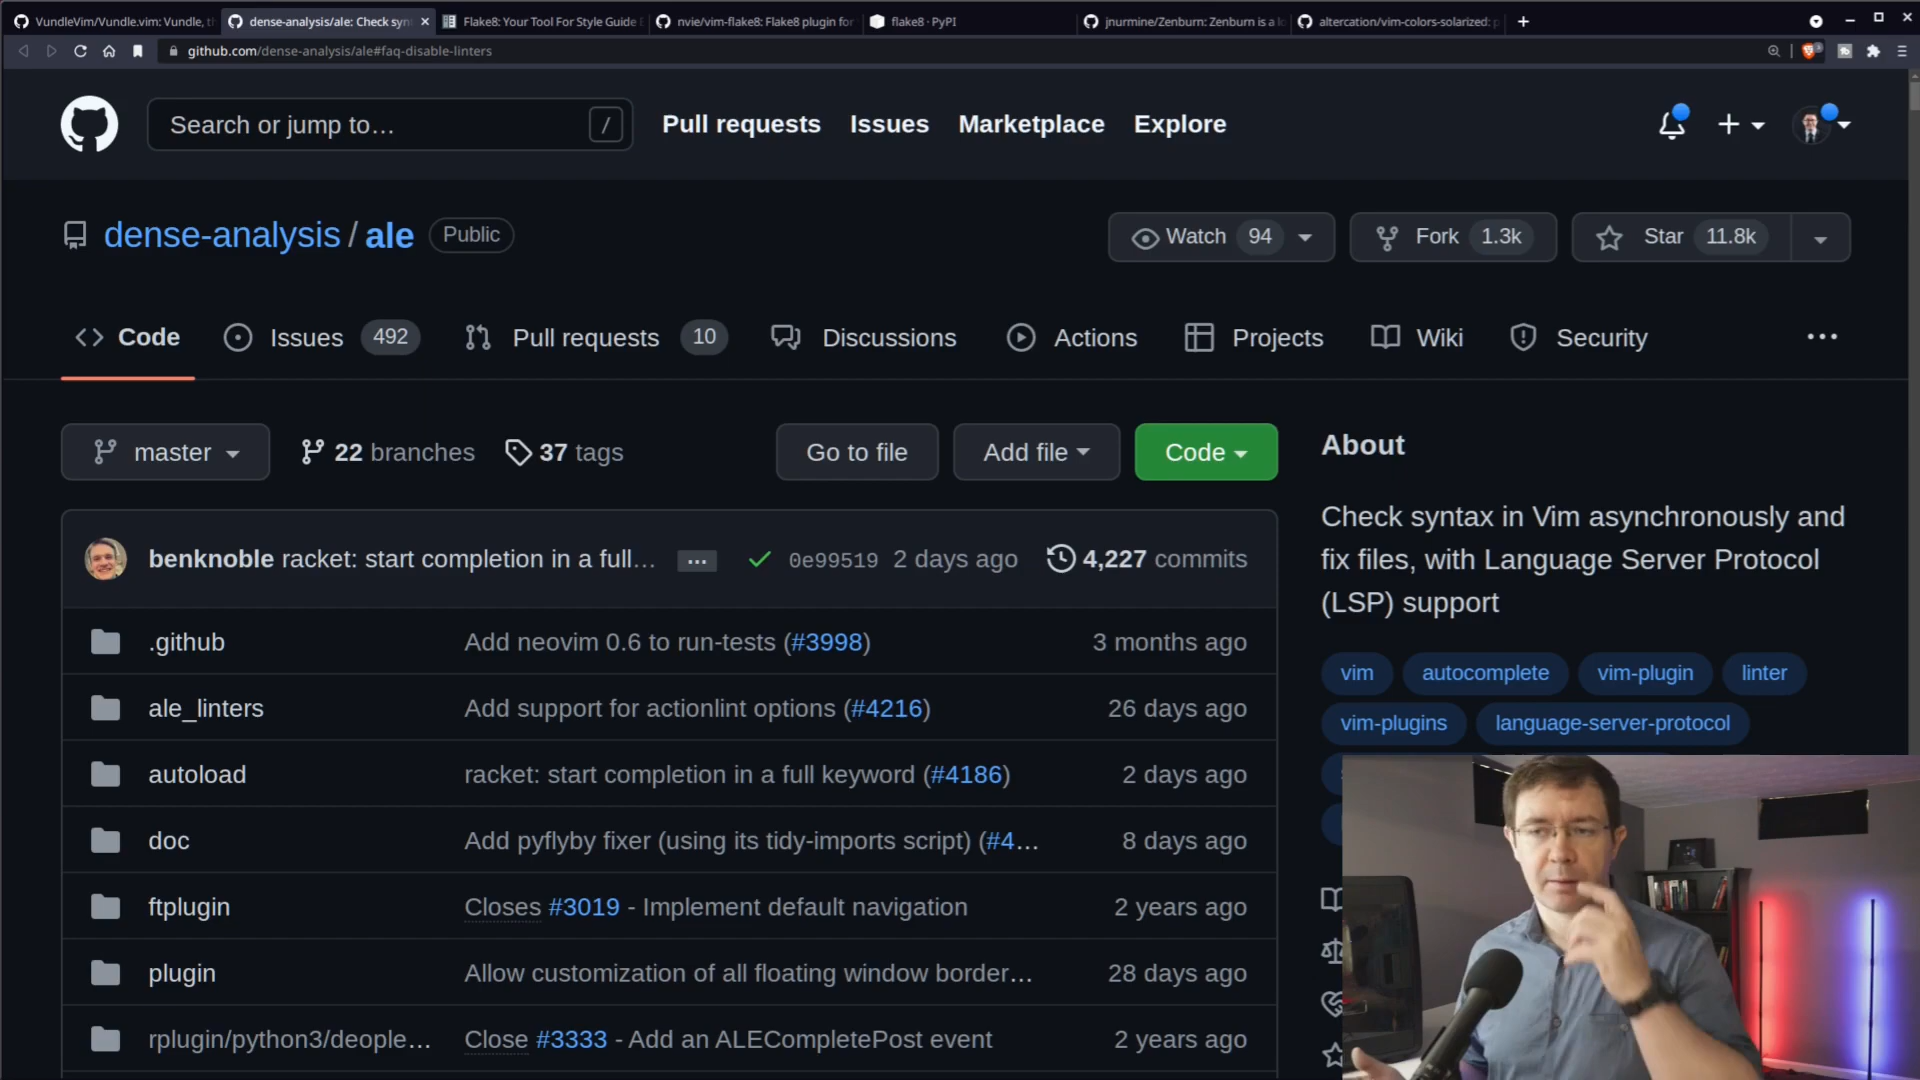 VundleVim/Vundle.vim: Vundle, t
dense-analysis/ale: Check syn
Flake8: Your Tool For Style Guide
nvie/vim-flake8: Flake8 plugin for
flake8 · PyPI
jnurmine/Zenburn: Zenburn is a lo
altercation/vim-colors-solarized: p
github.com/dense-analysis/ale#faq-disable-linters
Search or jump to…
/
Pull requests
Issues
Marketplace
Explore
dense-analysis / ale
Public
Watch 94
Fork 1.3k
Star 11.8k
Code
Issues 492
Pull requests 10
Discussions
Actions
Projects
Wiki
Security
master
22 branches
37 tags
Go to file
Add file
Code
About
Check syntax in Vim asynchronously and
fix files, with Language Server Protocol
(LSP) support
vim
autocomplete
vim-plugin
linter
vim-plugins
language-server-protocol
benknoble racket: start completion in a full…
0e99519 2 days ago
4,227 commits
.github
Add neovim 0.6 to run-tests (#3998)
3 months ago
ale_linters
Add support for actionlint options (#4216)
26 days ago
autoload
racket: start completion in a full keyword (#4186)
2 days ago
doc
Add pyflyby fixer (using its tidy-imports script) (#4…
8 days ago
ftplugin
Closes #3019 - Implement default navigation
2 years ago
plugin
Allow customization of all floating window border…
28 days ago
rplugin/python3/deople…
Close #3333 - Add an ALECompletePost event
2 years ago